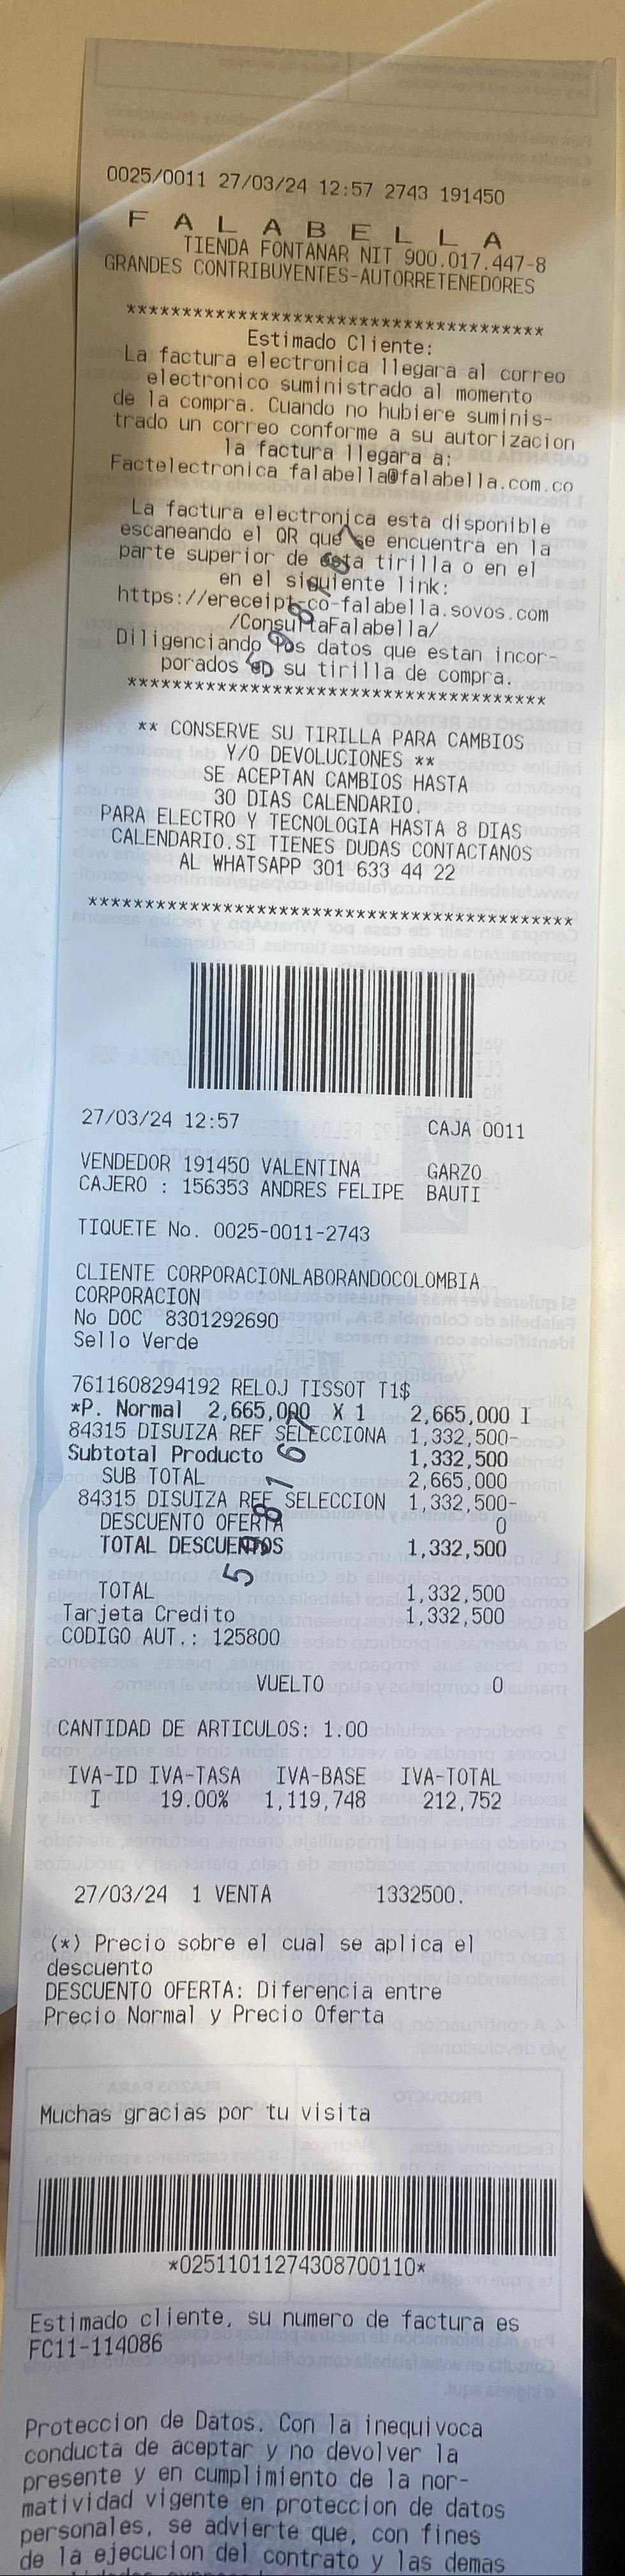 0025/0011 27/03/24 12:57 2743 191450
F A L A B E L L A
TIENDA FONTANAR NIT 900.017.447-8
GRANDES CONTRIBUYENTES-AUTORRETENEDORES
*************************************
Estimado Cliente:
La factura electronica llegara al correo
electronico suministrado al momento
de la compra. Cuando no hubiere suminis-
trado un correo conforme a su autorizacion
la factura llegara a:
Factelectronica falabella@falabella.com.co
La factura electronica esta disponible
escaneando el QR que se encuentra en la
parte superior de esta tirilla o en el
en el siguiente link:
https://ereceipt-co-falabella.sovos.com
/ConsultaFalabella/
Diligenciando los datos que estan incor-
porados en su tirilla de compra.
*************************************
** CONSERVE SU TIRILLA PARA CAMBIOS
Y/O DEVOLUCIONES **
SE ACEPTAN CAMBIOS HASTA
30 DIAS CALENDARIO.
PARA ELECTRO Y TECNOLOGIA HASTA 8 DIAS
CALENDARIO.SI TIENES DUDAS CONTACTANOS
AL WHATSAPP 301 633 44 22
*******************************************
27/03/24 12:57 CAJA 0011
VENDEDOR 191450 VALENTINA GARZO
CAJERO : 156353 ANDRES FELIPE BAUTI
TIQUETE No. 0025-0011-2743
CLIENTE CORPORACIONLABORANDOCOLOMBIA
CORPORACION
No DOC 8301292690
Sello Verde
7611608294192 RELOJ TISSOT T1$
*P. Normal 2,665,000 X 1 2,665,000 I
84315 DISUIZA REF SELECCIONA 1,332,500-
Subtotal Producto 1,332,500
SUB TOTAL 2,665,000
84315 DISUIZA REF SELECCION 1,332,500-
DESCUENTO OFERTA 0
TOTAL DESCUENTOS 1,332,500
TOTAL 1,332,500
Tarjeta Credito 1,332,500
CODIGO AUT.: 125800
VUELTO 0
CANTIDAD DE ARTICULOS: 1.00
IVA-ID IVA-TASA IVA-BASE IVA-TOTAL
I 19.00% 1,119,748 212,752
27/03/24 1 VENTA 1332500.
(*) Precio sobre el cual se aplica el
descuento
DESCUENTO OFERTA: Diferencia entre
Precio Normal y Precio Oferta
Muchas gracias por tu visita
*02511011274308700110*
Estimado cliente, su numero de factura es
FC11-114086
Proteccion de Datos. Con la inequivoca
conducta de aceptar y no devolver la
presente y en cumplimiento de la nor-
matividad vigente en proteccion de datos
personales, se advierte que, con fines
de la ejecucion del contrato y las demas